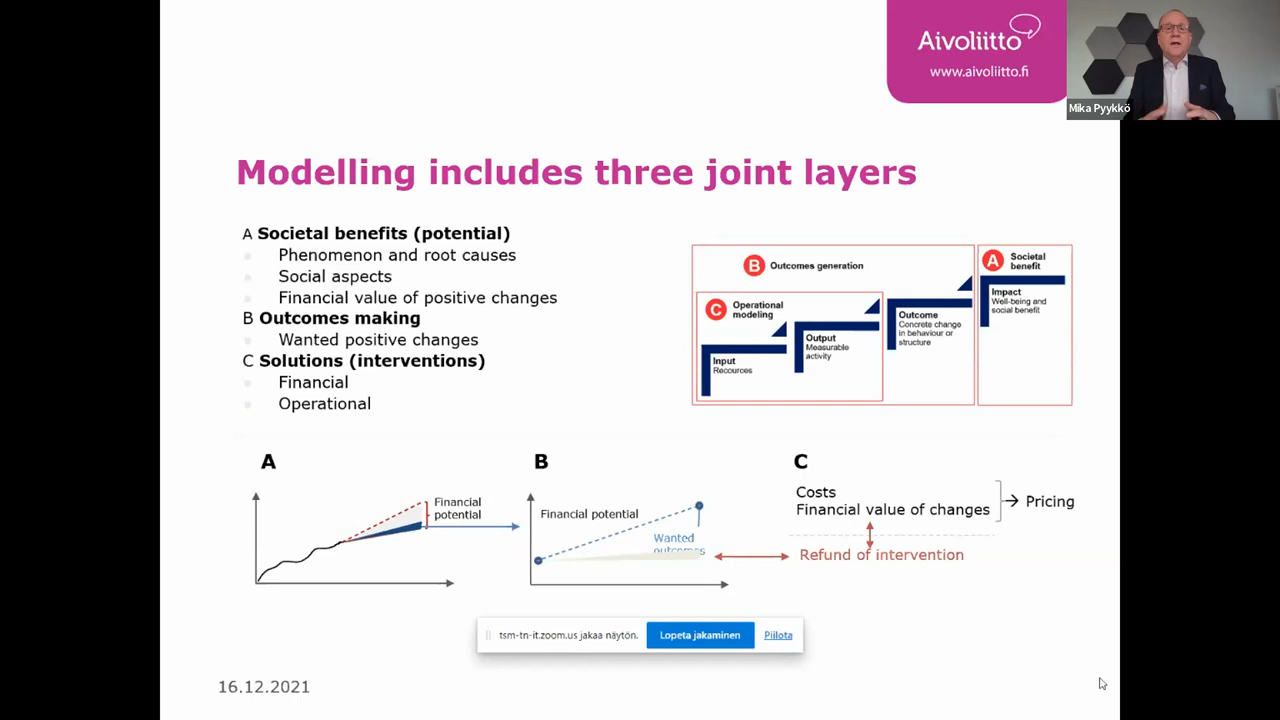 Aivoliitto
www.aivoliitto.fi
Mika Pyykkö
Modelling includes three joint layers
A Societal benefits (potential)
Phenomenon and root causes
Social aspects
Financial value of positive changes
B Outcomes making
Wanted positive changes
C Solutions (interventions)
Financial
Operational
B Outcomes generation
A Societal
benefit
C Operational
modeling
Impact
Well-being and
social benefit
Outcome
Concrete change
in behaviour or
structure
Output
Measurable
activity
Input
Recources
A
Financial
potential
B
Financial potential
Wanted
outcomes
C
Costs
Financial value of changes
Pricing
Refund of intervention
tsm-tn-it.zoom.us jakaa näytön.
Lopeta jakaminen
Piilota
16.12.2021